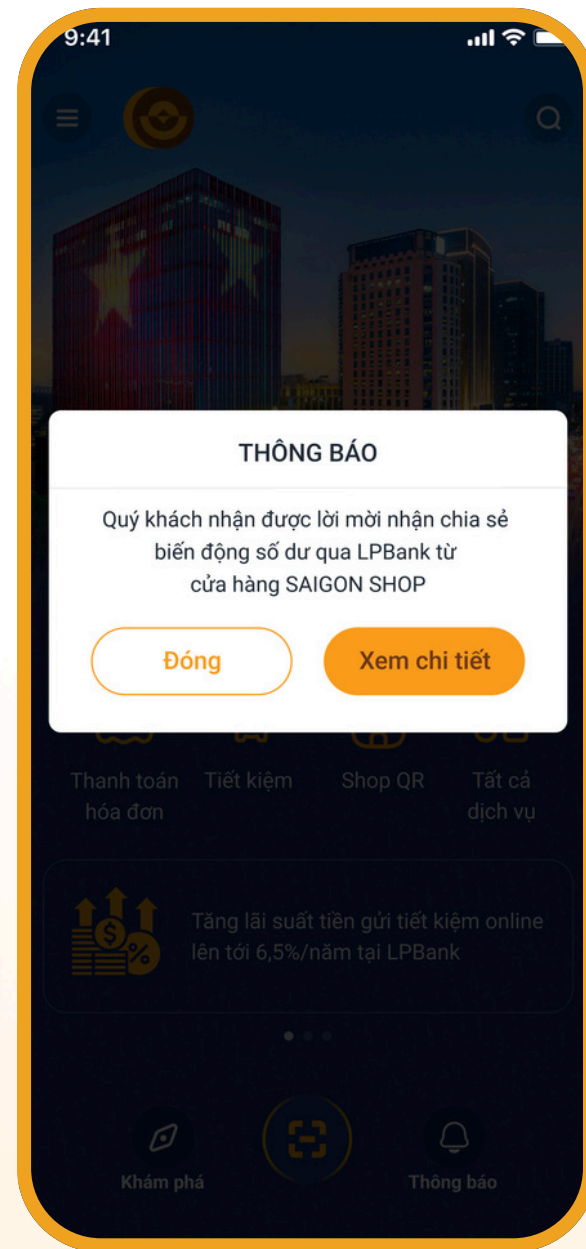 9:41
THÔNG BÁO
Quý khách nhận được lời mời nhận chia sẻ
biến động số dư qua LPBank từ
cửa hàng SAIGON SHOP
Đóng
Xem chi tiết
Thanh toán
hóa đơn
Tiết kiệm
Shop QR
Tất cả
dịch vụ
Tăng lãi suất tiền gửi tiết kiệm online
lên tới 6,5%/năm tại LPBank
Khám phá
Thông báo